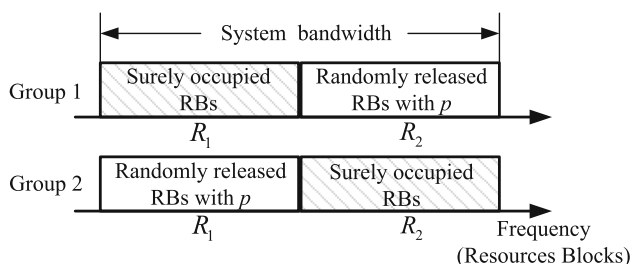 System bandwidth
Group 1
Surely occupied
RBs
Randomly released
RBs with p
R1
R2
Group 2
Randomly released
RBs with p
Surely occupied
RBs
R1
R2
Frequency
(Resources Blocks)